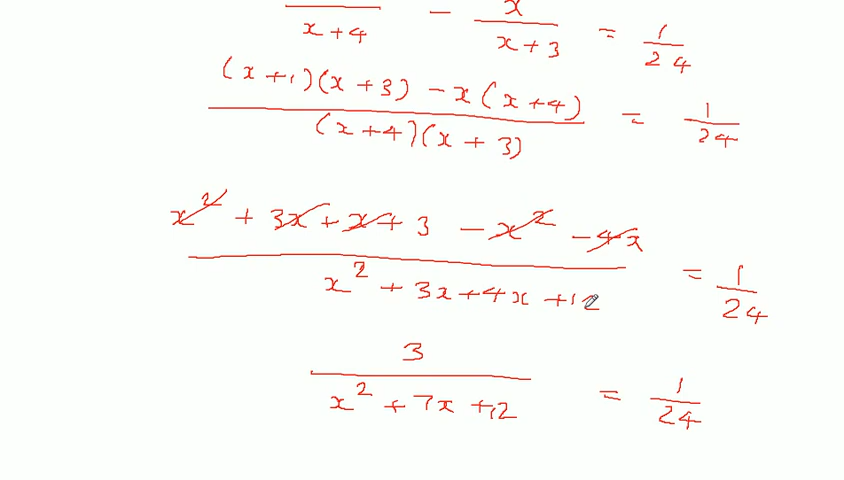 x+4 − x/(x+3) = 1/24
((x+1)(x+3) − x(x+4))/((x+4)(x+3)) = 1/24
(x² + 3x + x + 3 − x² − 4x)/(x² + 3x + 4x + 12) = 1/24
3/(x² + 7x + 12) = 1/24